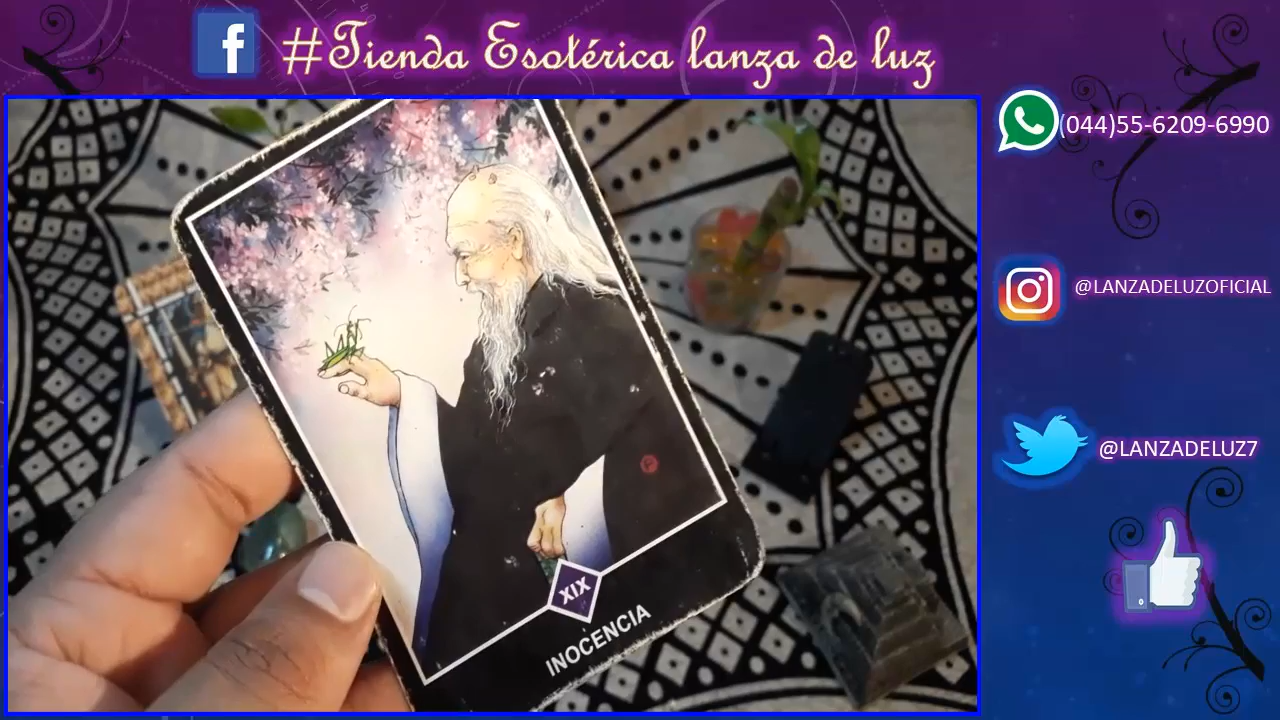 #Tienda Esotérica lanza de luz
(044)55-6209-6990
@LANZADELUZOFICIAL
@LANZADELUZ7
XIX
INOCENCIA